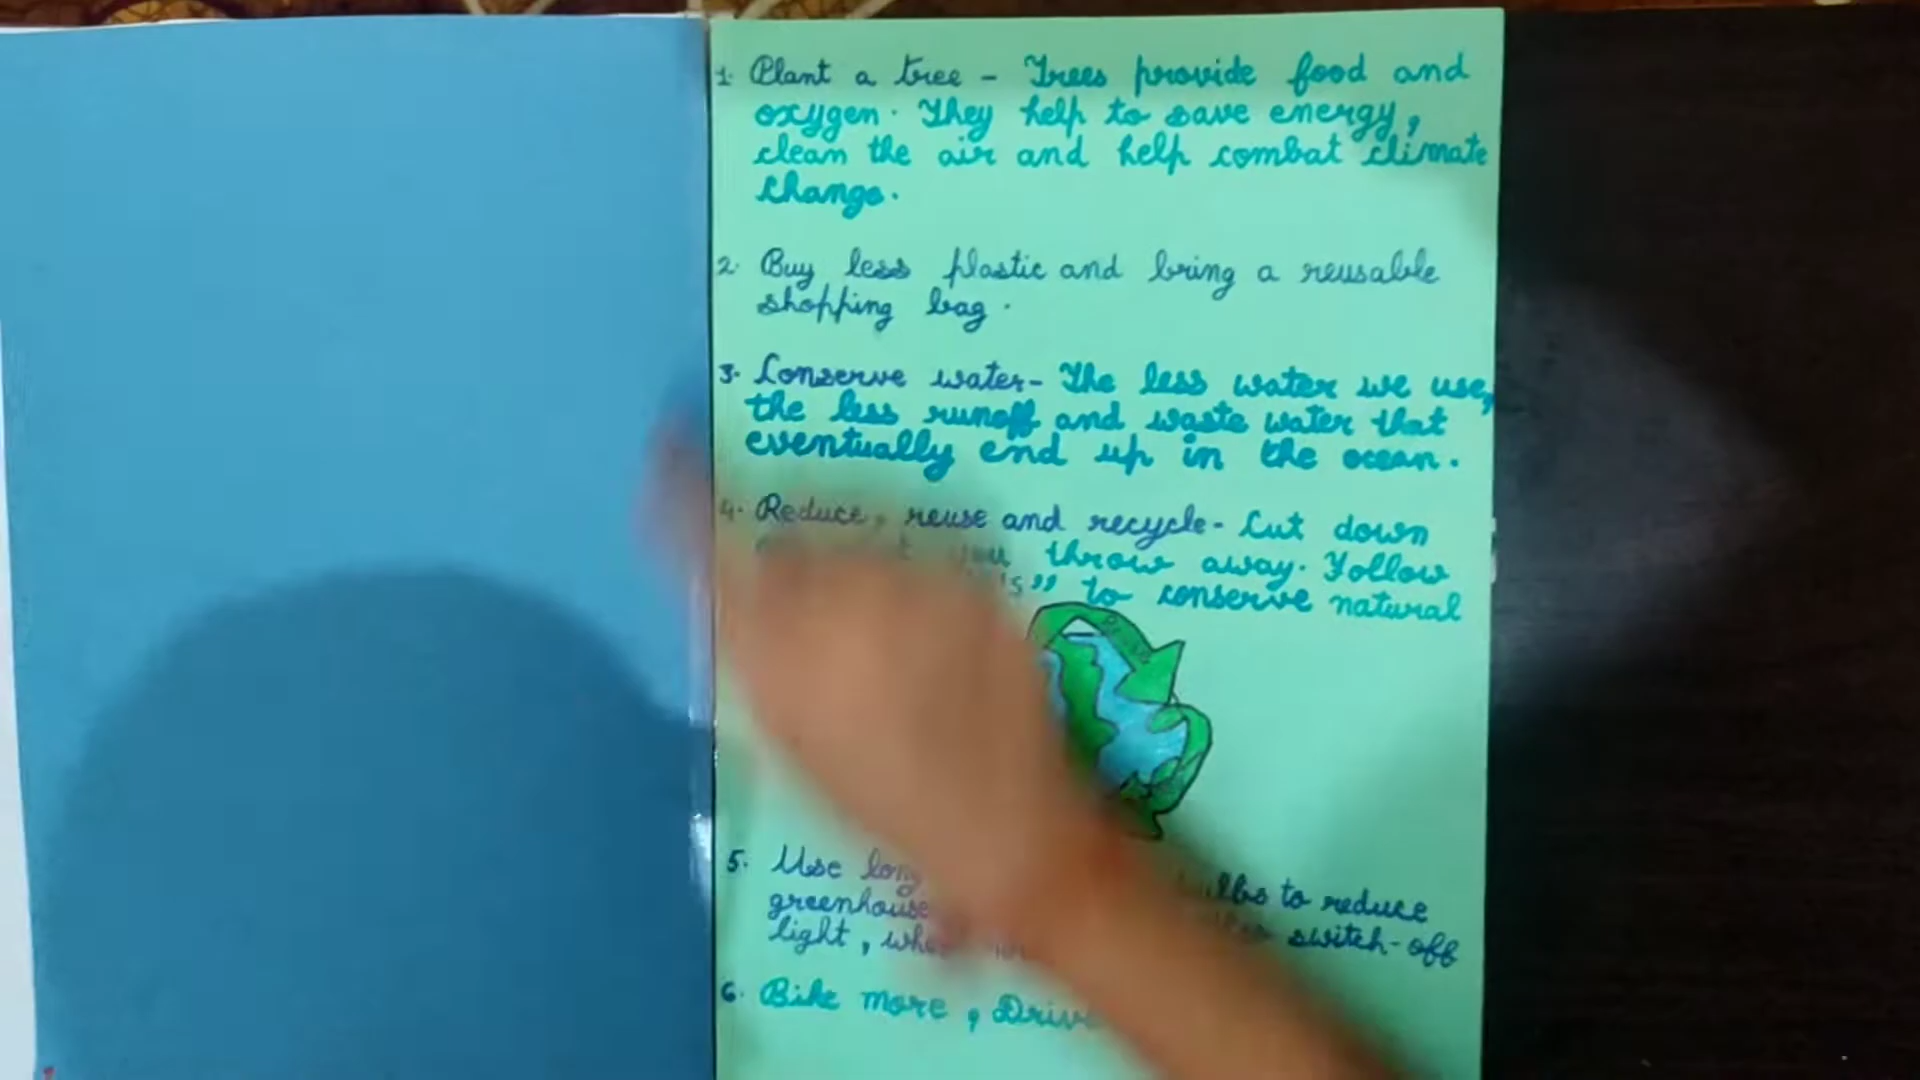 1. Plant a tree - Trees provide food and
oxygen. They help to save energy,
clean the air and help combat climate
change.
2. Buy less plastic and bring a reusable
shopping bag.
3. Conserve water- The less water we use,
the less runoff and waste water that
eventually end up in the ocean.
4. Reduce, reuse and recycle- Cut down
you throw away. Follow
to conserve natural
5. Use long to reduce
greenhouse switch-off
light,
6. Bike more, Drive